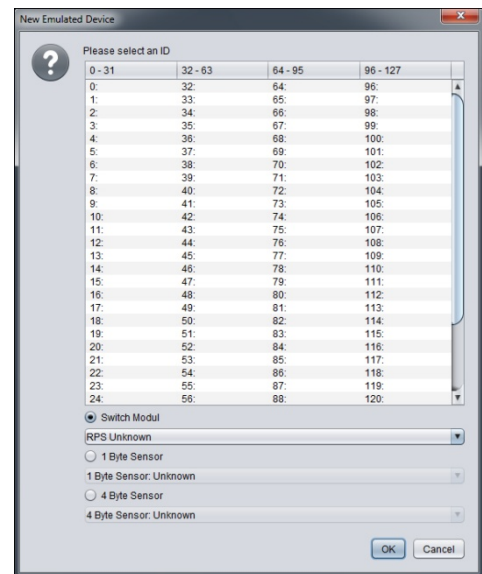 New Emulated Device
Please select an ID
0 - 31 32 - 63 64 - 95 96 - 127
0: 32: 64: 96:
1: 33: 65: 97:
2: 34: 66: 98:
3: 35: 67: 99:
4: 36: 68: 100:
5: 37: 69: 101:
6: 38: 70: 102:
7: 39: 71: 103:
8: 40: 72: 104:
9: 41: 73: 105:
10: 42: 74: 106:
11: 43: 75: 107:
12: 44: 76: 108:
13: 45: 77: 109:
14: 46: 78: 110:
15: 47: 79: 111:
16: 48: 80: 112:
17: 49: 81: 113:
18: 50: 82: 114:
19: 51: 83: 115:
20: 52: 84: 116:
21: 53: 85: 117:
22: 54: 86: 118:
23: 55: 87: 119:
24: 56: 88: 120:
Switch Modul
RPS Unknown
1 Byte Sensor
1 Byte Sensor: Unknown
4 Byte Sensor
4 Byte Sensor: Unknown
OK Cancel